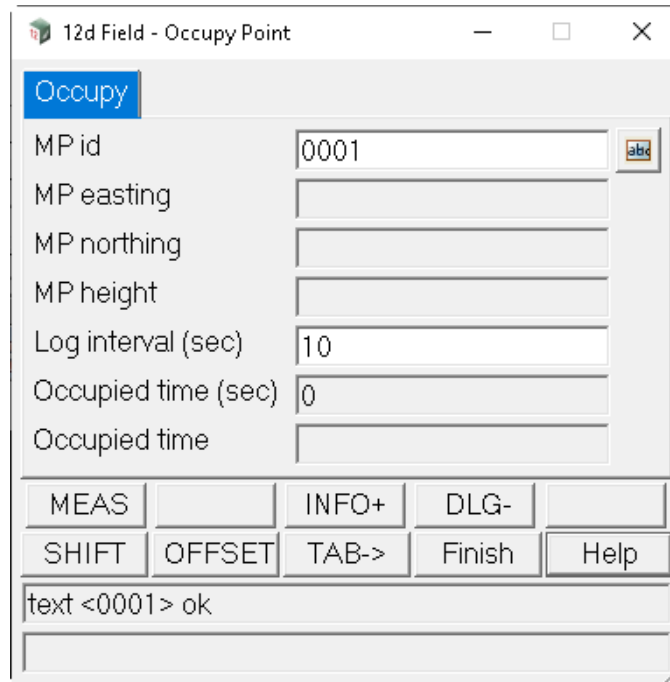 12d Field - Occupy Point
Occupy
MP id 0001 abc
MP easting
MP northing
MP height
Log interval (sec) 10
Occupied time (sec) 0
Occupied time
MEAS INFO+ DLG-
SHIFT OFFSET TAB-> Finish Help
text <0001> ok